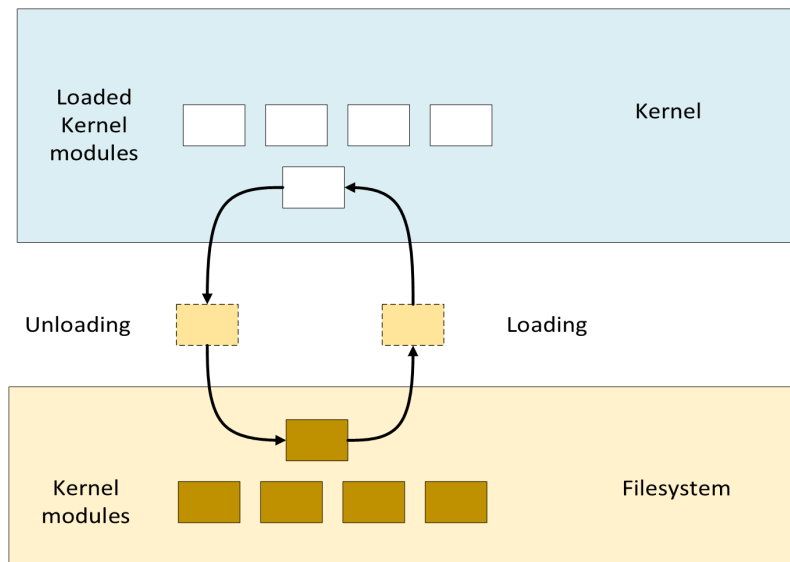 Loaded
Kernel
modules
Kernel
Unloading
Loading
Kernel
modules
Filesystem